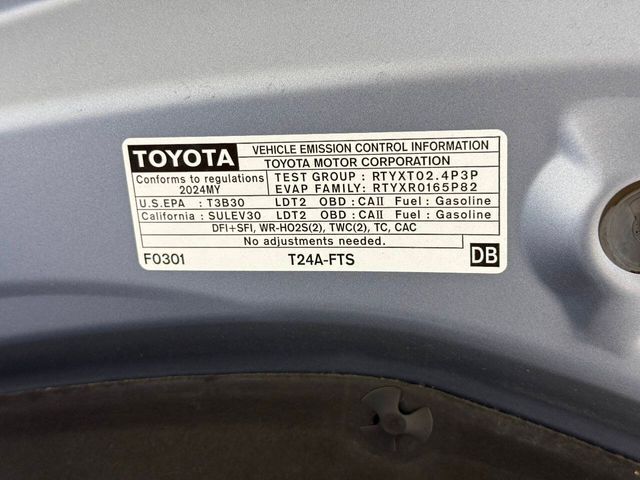 TOYOTA VEHICLE EMISSION CONTROL INFORMATION
TOYOTA MOTOR CORPORATION
Conforms to regulations
2024MY
TEST GROUP : RTYXT02.4P3P
EVAP FAMILY: RTYXR0165P82
U.S.EPA : T3B30 LDT2 OBD : CAII Fuel : Gasoline
California : SULEV30 LDT2 OBD : CAII Fuel : Gasoline
DFI+SFI, WR-HO2S(2), TWC(2), TC, CAC
No adjustments needed.
F0301 T24A-FTS DB